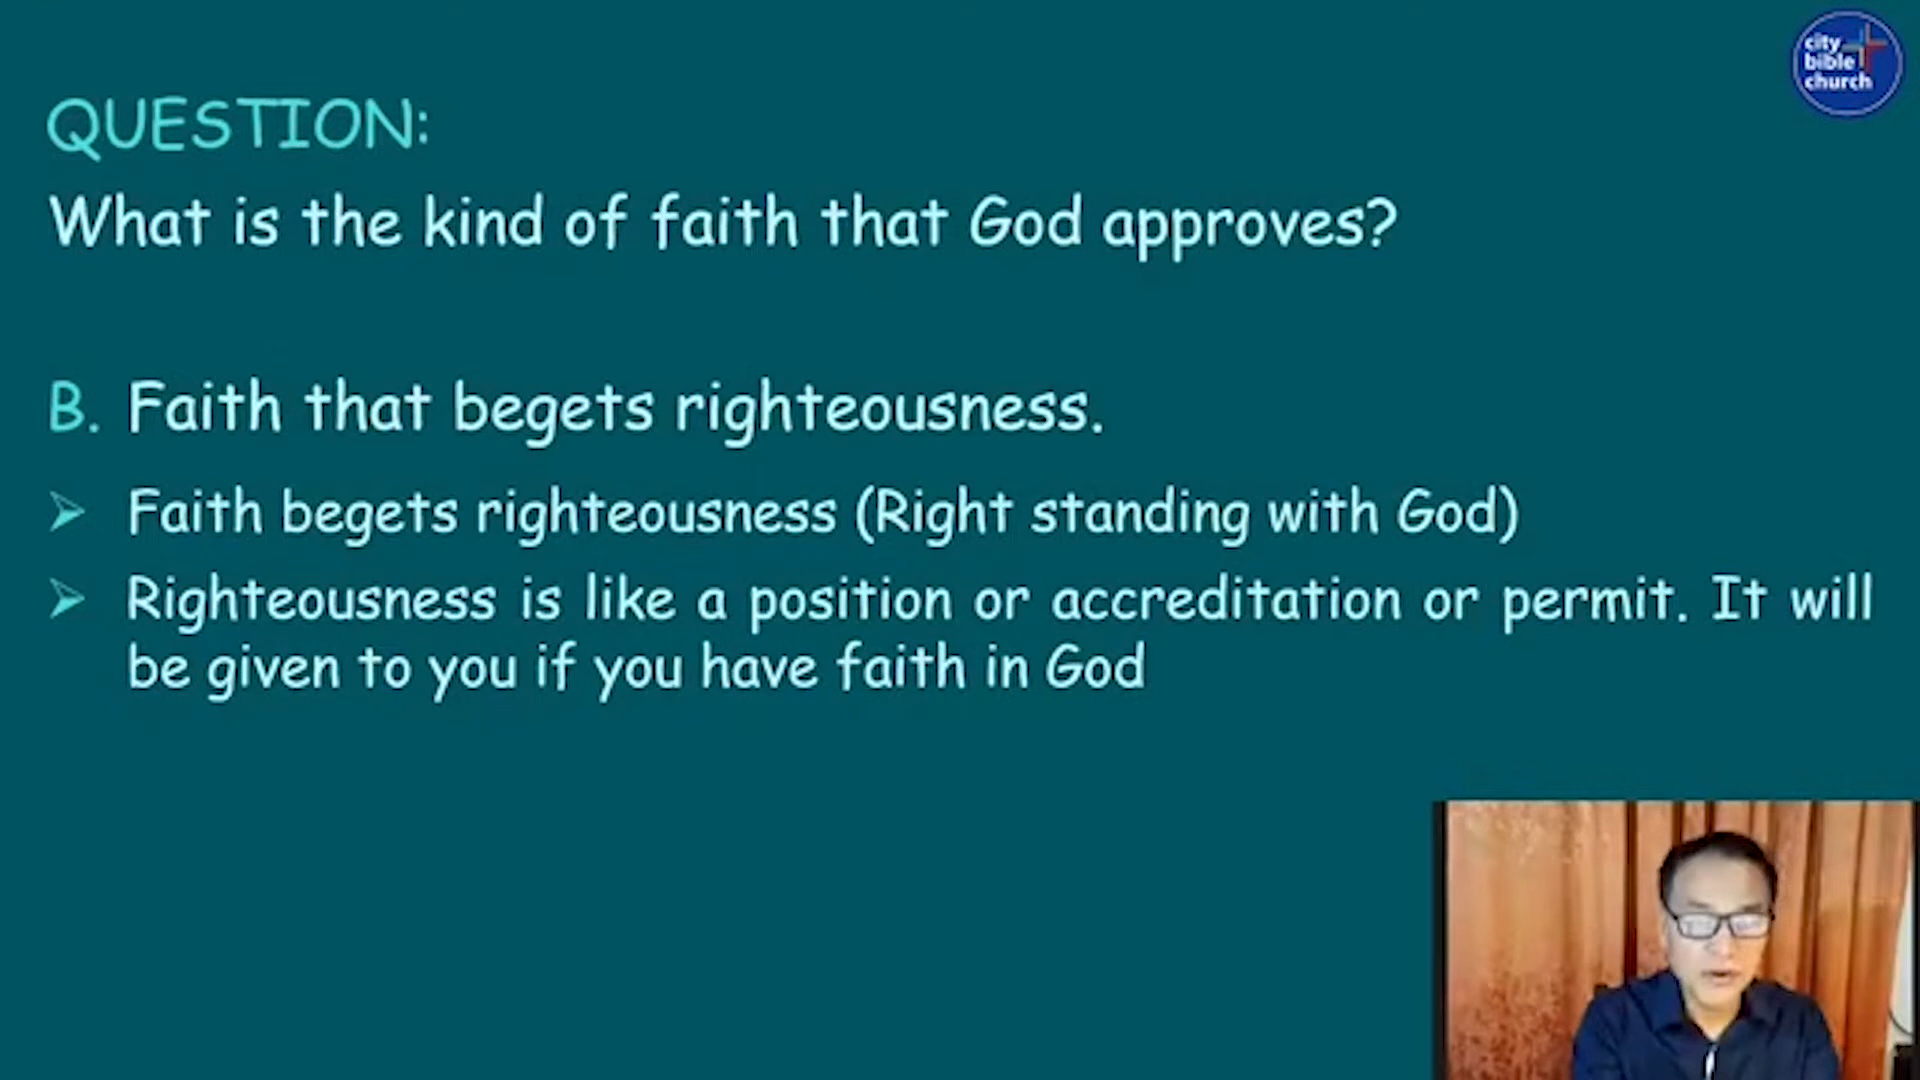 city
bible
church
QUESTION:
What is the kind of faith that God approves?
B. Faith that begets righteousness.
➢ Faith begets righteousness (Right standing with God)
➢ Righteousness is like a position or accreditation or permit. It will
be given to you if you have faith in God